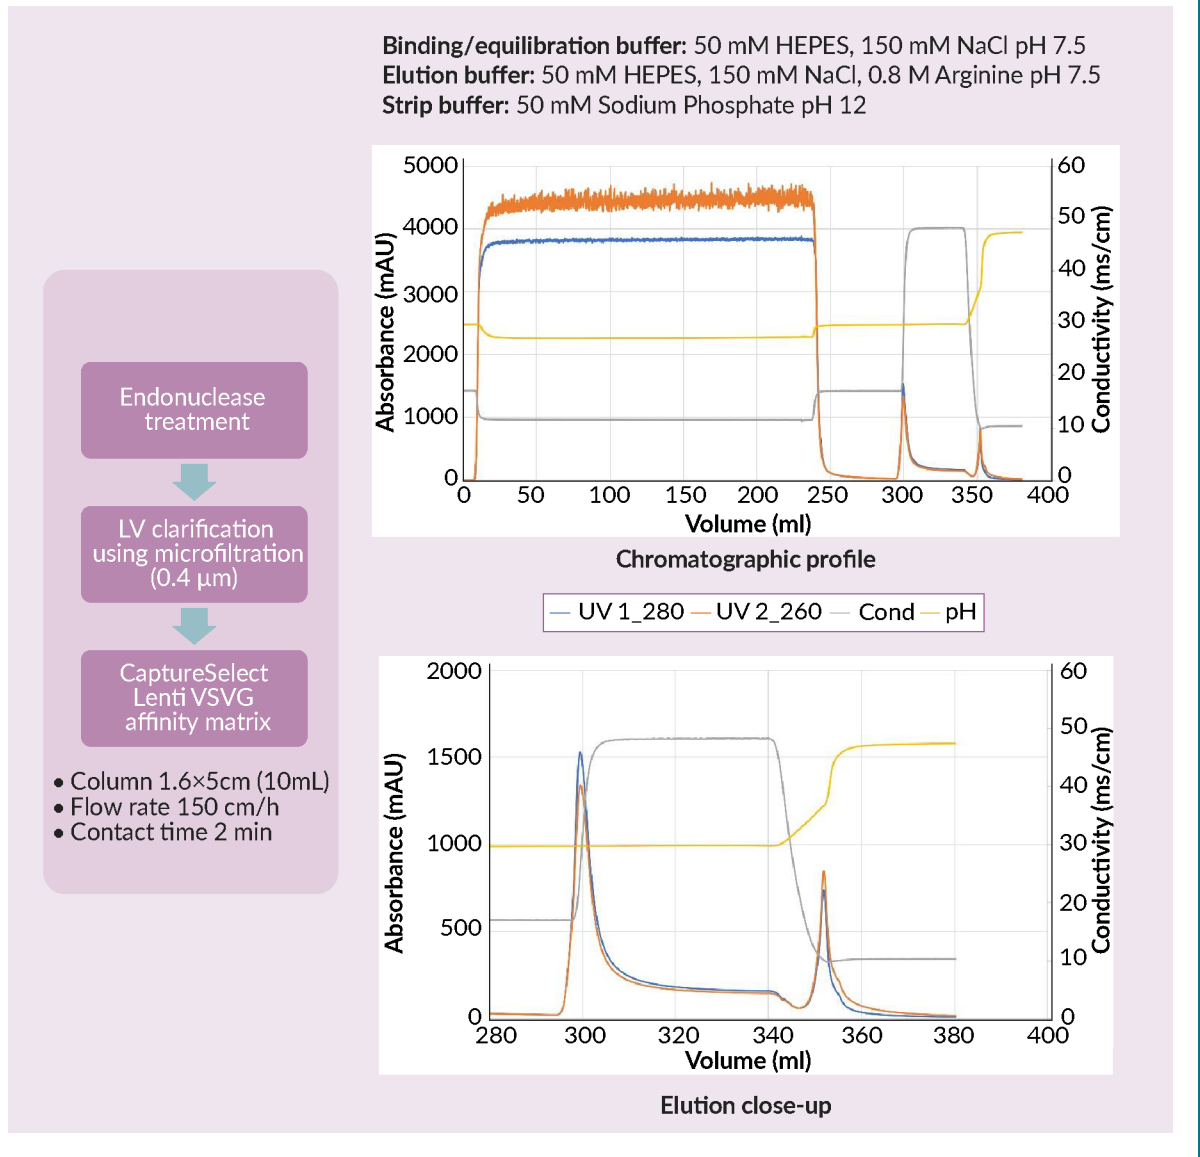 Binding/equilibration buffer: 50 mM HEPES, 150 mM NaCl pH 7.5
Elution buffer: 50 mM HEPES, 150 mM NaCl, 0.8 M Arginine pH 7.5
Strip buffer: 50 mM Sodium Phosphate pH 12
Endonuclease
treatment
LV clarification
using microfiltration
(0.4 µm)
CaptureSelect
Lenti VSVG
affinity matrix
• Column 1.6×5cm (10mL)
• Flow rate 150 cm/h
• Contact time 2 min
Absorbance (mAU)
5000
4000
3000
2000
1000
0
60
50
40
30
20
10
0
Conductivity (ms/cm)
0 50 100 150 200 250 300 350 400
Volume (ml)
Chromatographic profile
UV 1_280 UV 2_260 Cond pH
Absorbance (mAU)
2000
1500
1000
500
0
60
50
40
30
20
10
0
Conductivity (ms/cm)
280 300 320 340 360 380 400
Volume (ml)
Elution close-up